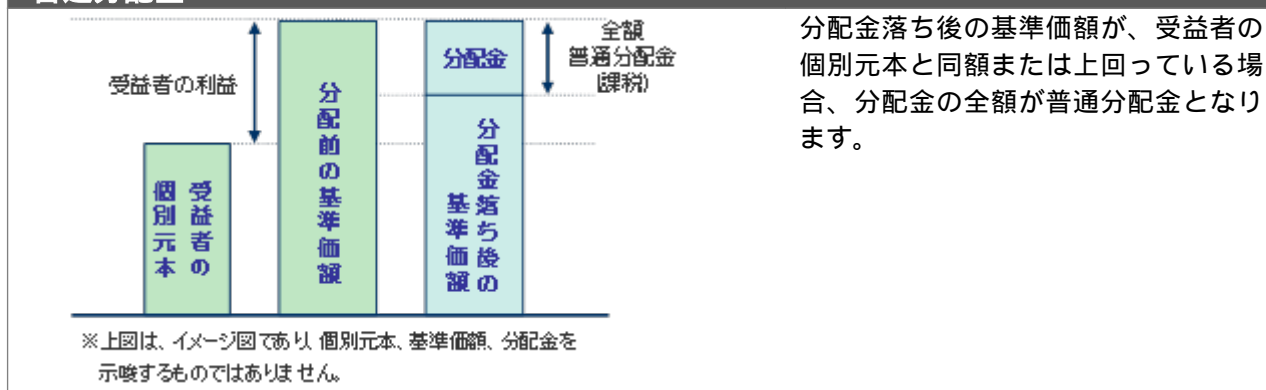 普通分配金
全額
普通分配金
(課税)
分配金
受益者の利益
分配前の基準価額
分配金落ち後の
基準価額
受益者の
個別元本
※上図は、イメージ図であり、個別元本、基準価額、分配金を
示唆するものではありません。
分配金落ち後の基準価額が、受益者の
個別元本と同額または上回っている場
合、分配金の全額が普通分配金となり
ます。